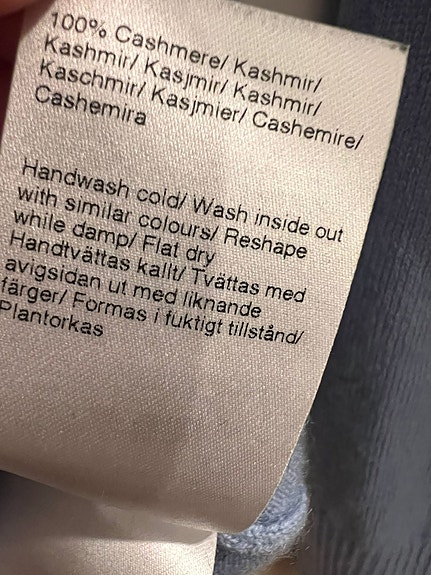 100% Cashmere/ Kashmir/
Kashmir/ Kasjmir/ Kashmir/
Kaschmir/ Kasjmier/ Cashemire/
Cashemira
Handwash cold/ Wash inside out
with similar colours/ Reshape
while damp/ Flat dry
Handtvättas kallt/ Tvättas med
avigsidan ut med liknande
färger/ Formas i fuktigt tillstånd/
Plantorkas